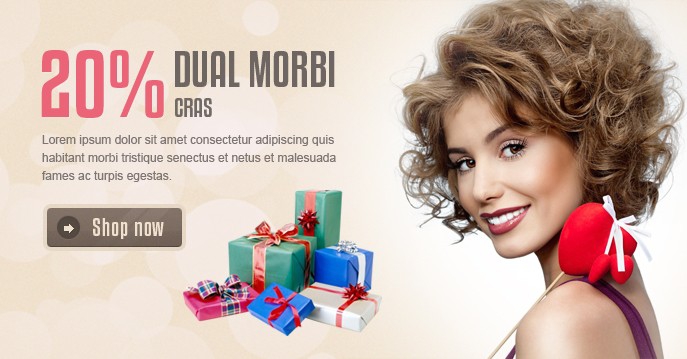 20% DUAL MORBI
CRAS
Lorem ipsum dolor sit amet consectetur adipiscing quis
habitant morbi tristique senectus et netus et malesuada
fames ac turpis egestas.
Shop now